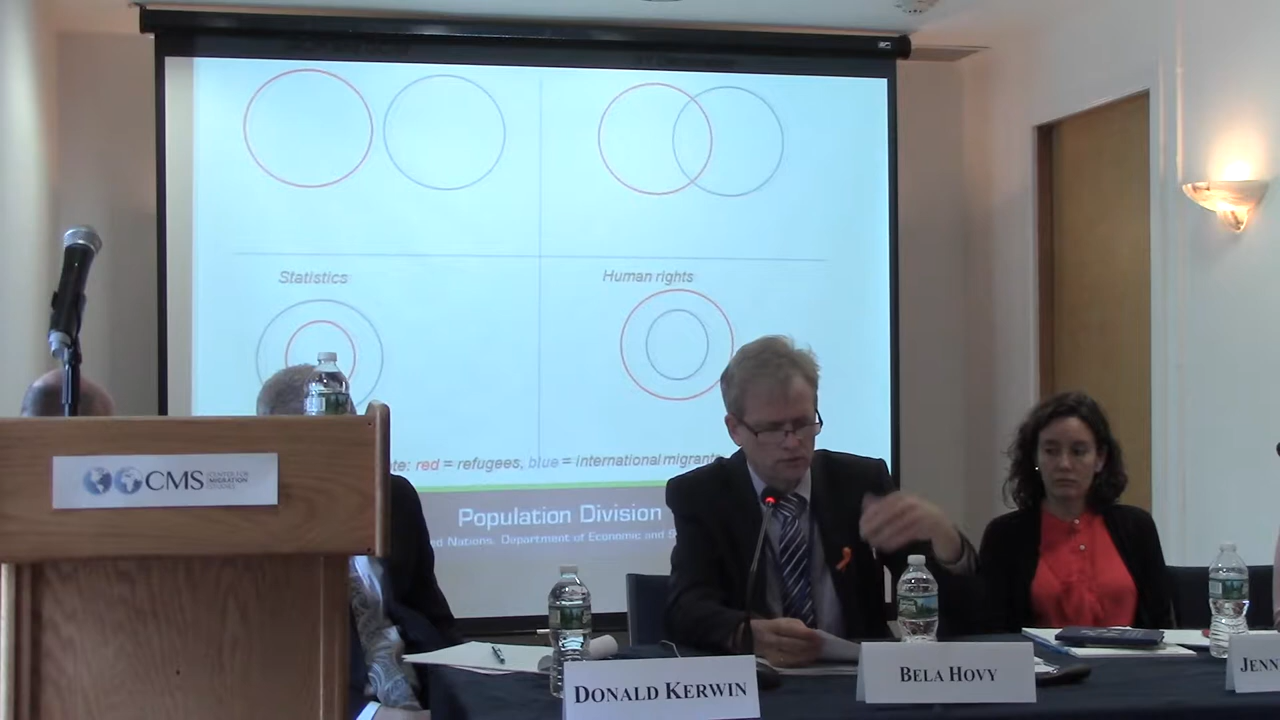 Statistics
Human rights
red = refugees, blue = international migrants
Population Division
Nations, Department of Economic and
CMS
CENTER FOR
MIGRATION
STUDIES
DONALD KERWIN
BELA HOVY
JENN